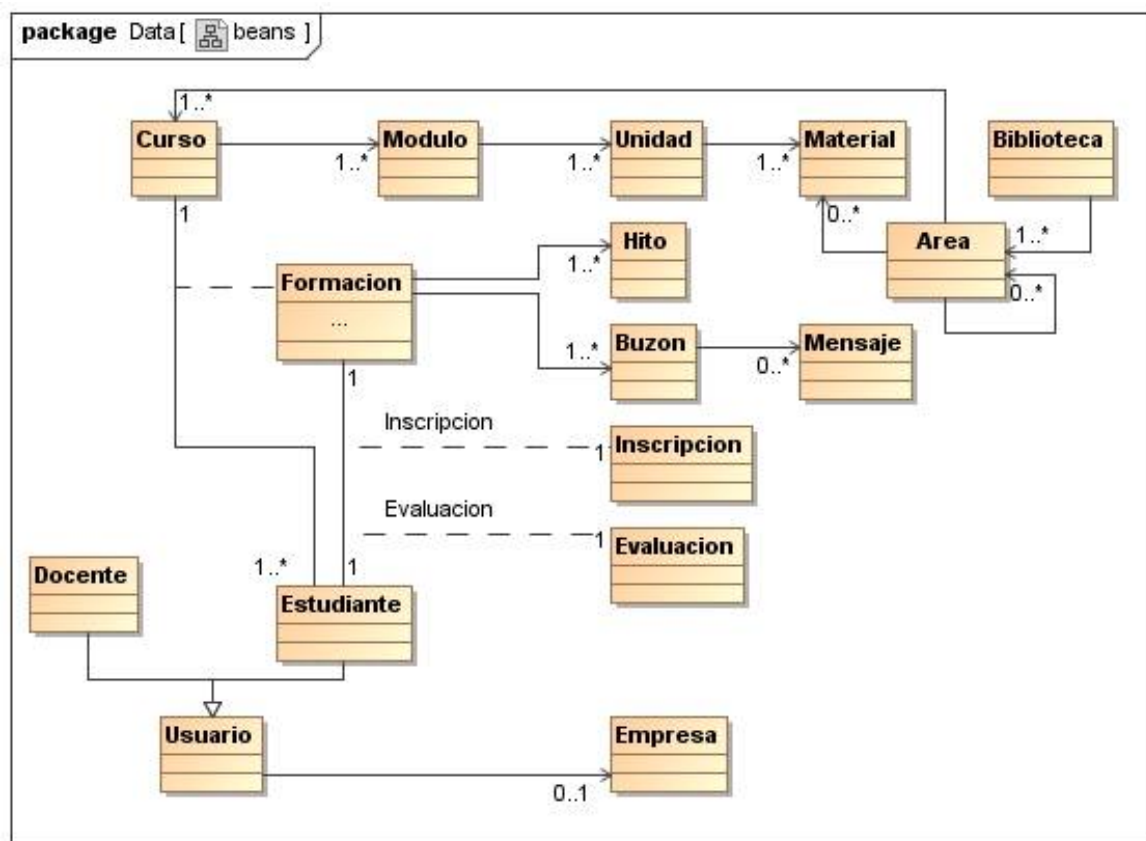 package Data [ beans ]
1..*
Curso
Modulo
Unidad
Material
Biblioteca
1..*
1..*
1..*
1
0..*
1..*
Hito
Area
1..*
Formacion
...
0..*
1..*
Buzon
Mensaje
0..*
1
Inscripcion
1
Inscripcion
Evaluacion
1
Evaluacion
Docente
1..*
1
Estudiante
Usuario
Empresa
0..1